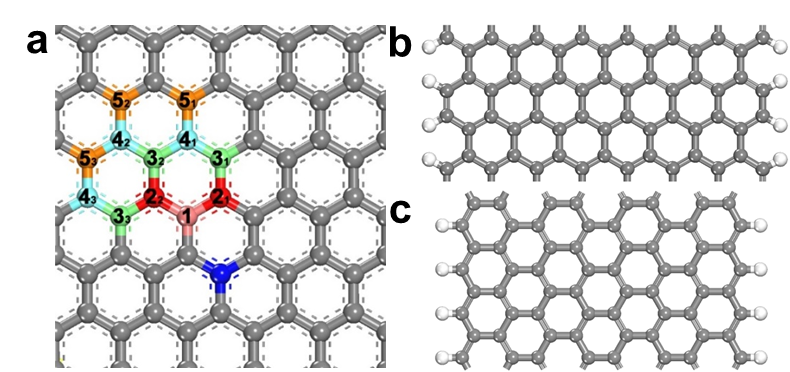 a
b
5₂ 5₁
4₂ 4₁
5₃ 3₂ 3₁
4₃ 2₂ 2₁
3₃ 1
c